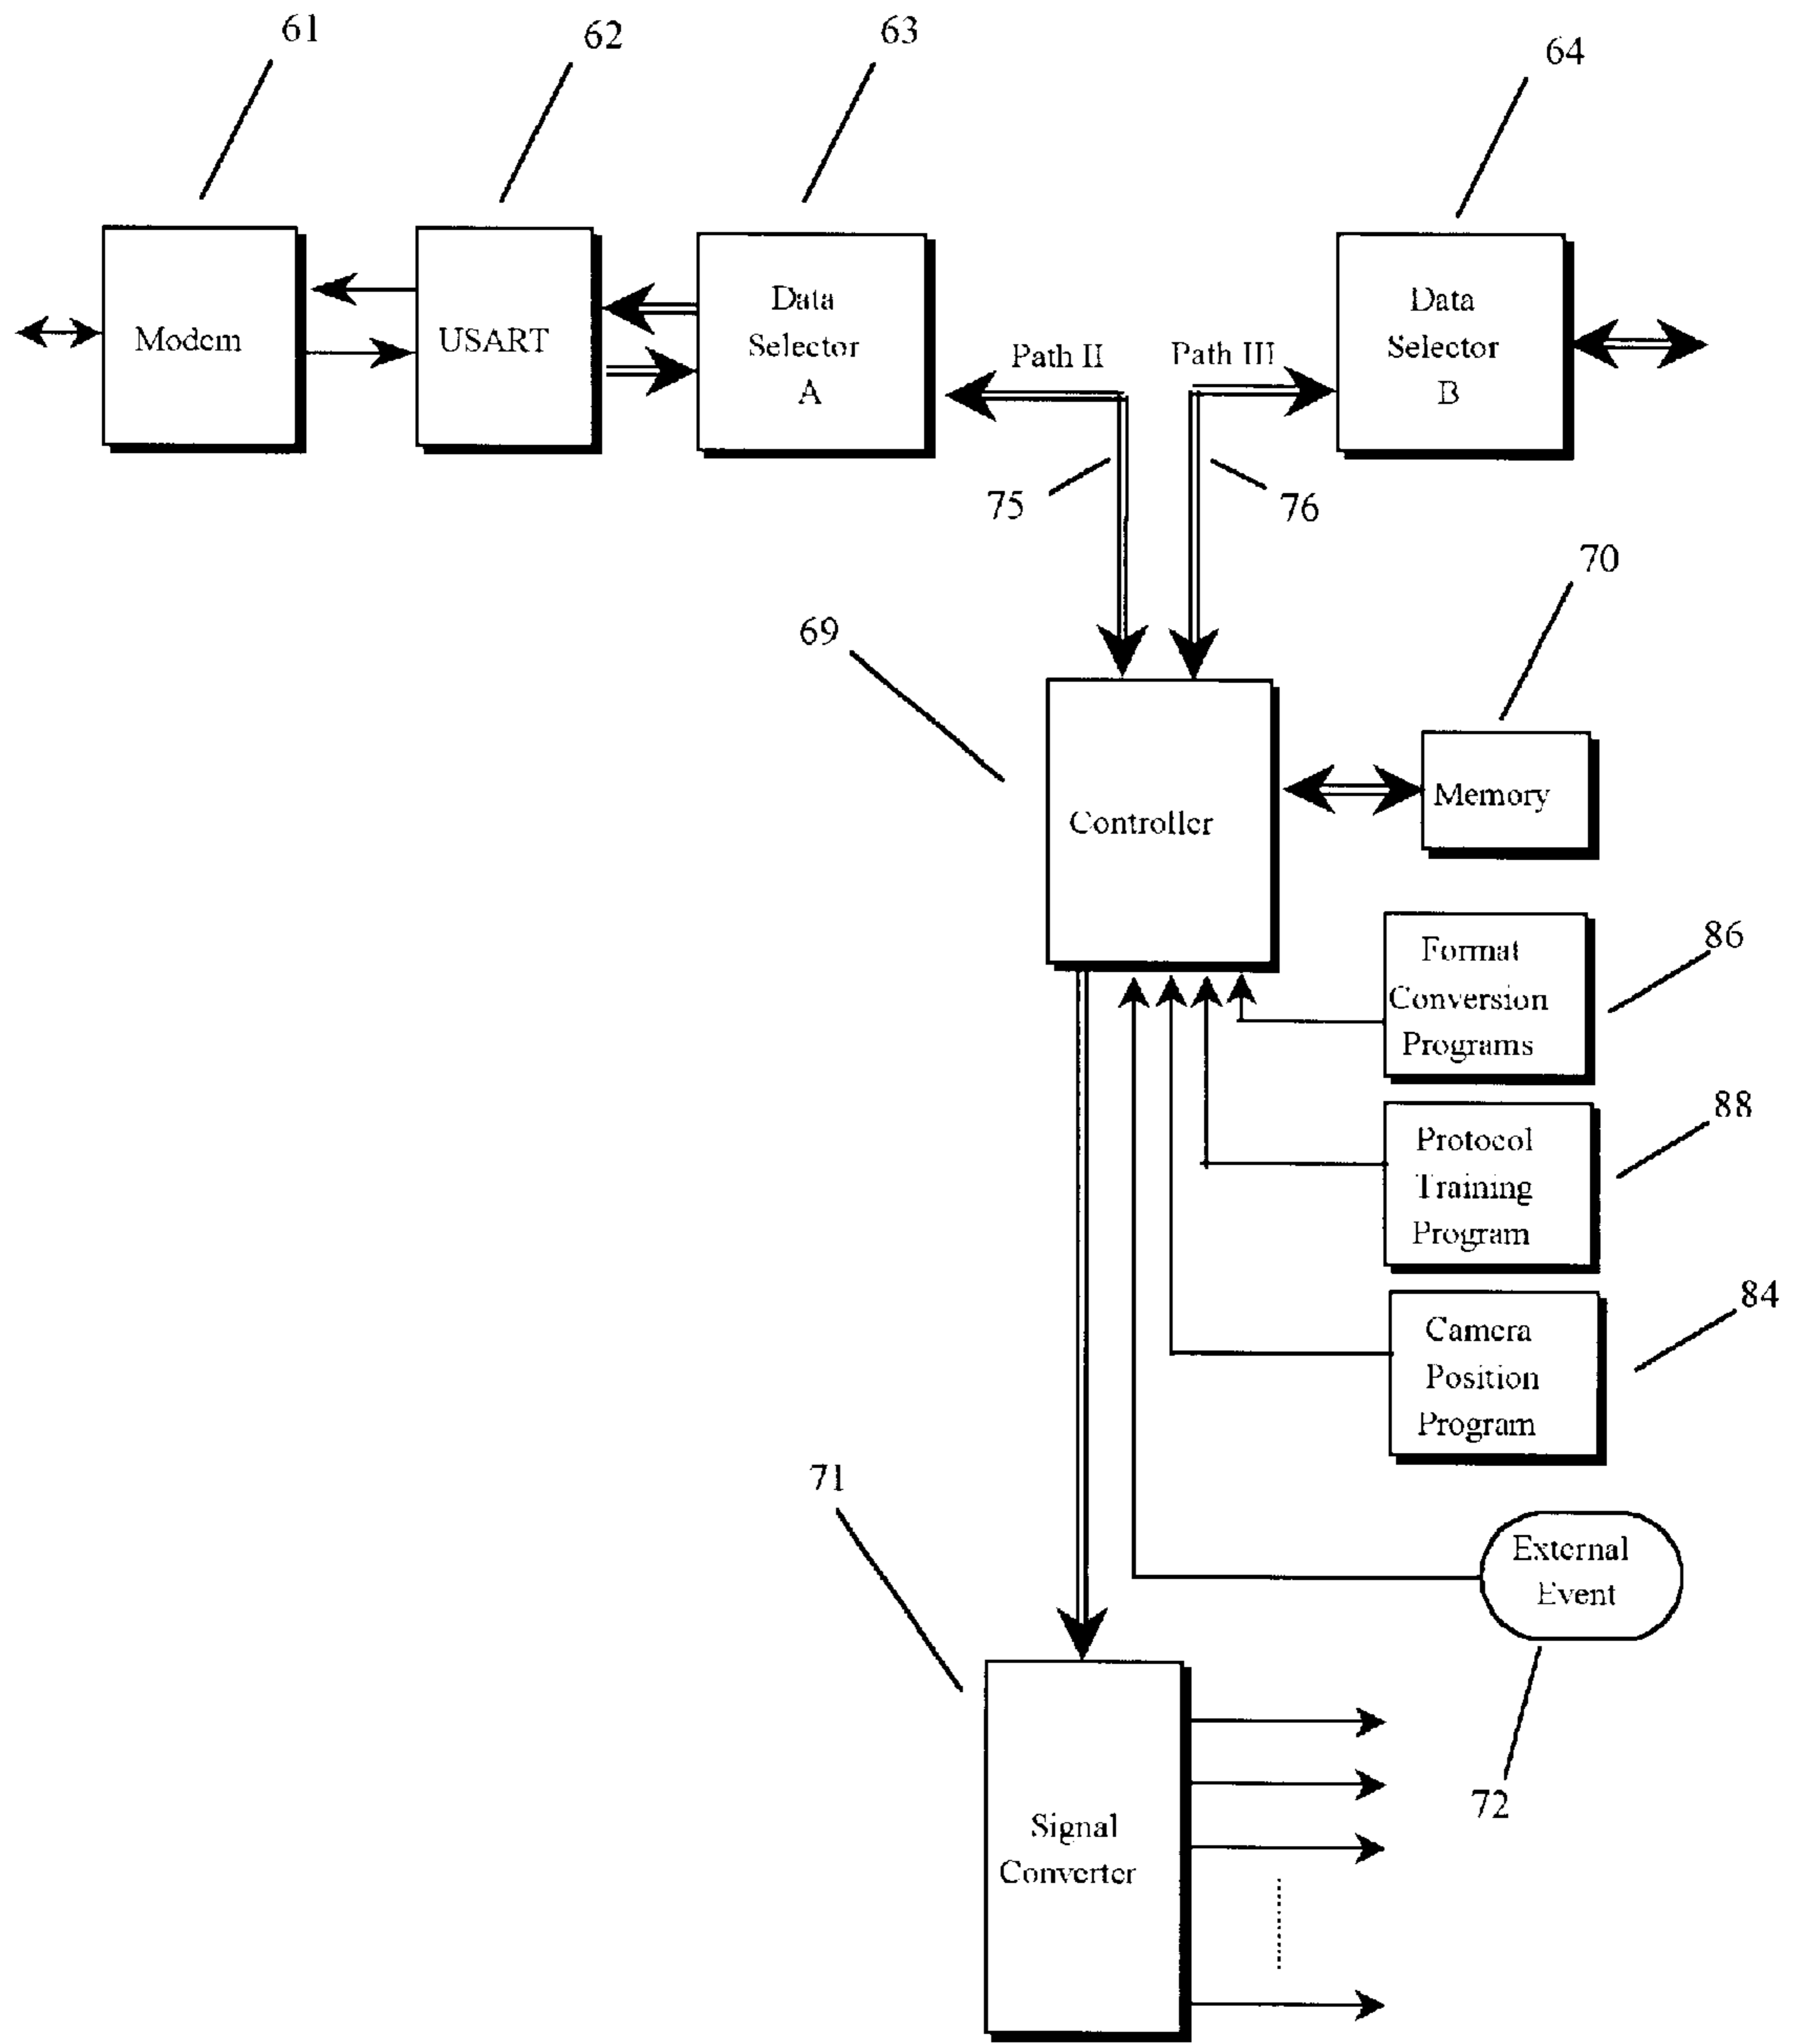 61
62
63
64
Modem
USART
Data
Selector
A
Path II
Path III
Data
Selector
B
75
76
70
69
Memory
Controller
86
Format
Conversion
Programs
88
Protocol
Training
Program
84
Camera
Position
Program
71
External
Event
72
Signal
Converter